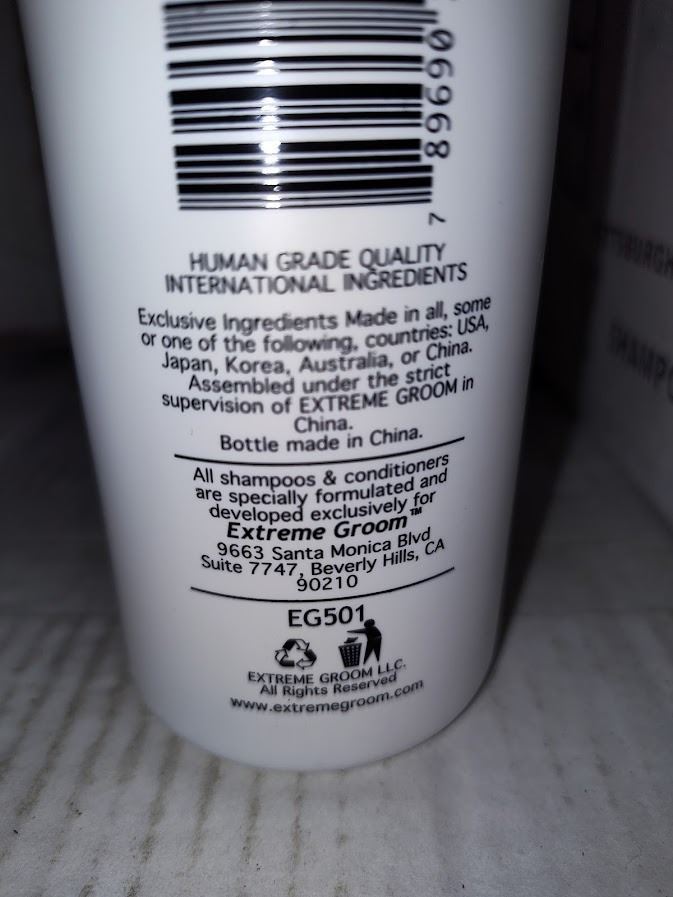 7 89690
HUMAN GRADE QUALITY
INTERNATIONAL INGREDIENTS
Exclusive Ingredients Made in all, some
or one of the following, countries: USA,
Japan, Korea, Australia, or China.
Assembled under the strict
supervision of EXTREME GROOM in
China.
Bottle made in China.
All shampoos & conditioners
are specially formulated and
developed exclusively for
Extreme Groom™
9663 Santa Monica Blvd
Suite 7747, Beverly Hills, CA
90210
EG501
EXTREME GROOM LLC.
All Rights Reserved
www.extremegroom.com